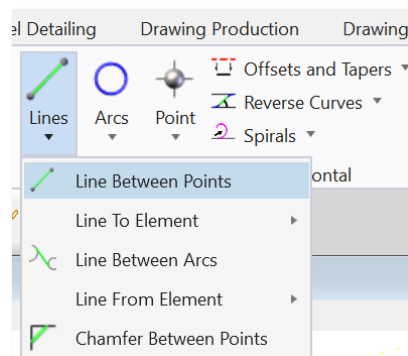 el Detailing Drawing Production Drawing
Lines Arcs Point Offsets and Tapers
Reverse Curves
Spirals
ontal
Line Between Points
Line To Element
Line Between Arcs
Line From Element
Chamfer Between Points